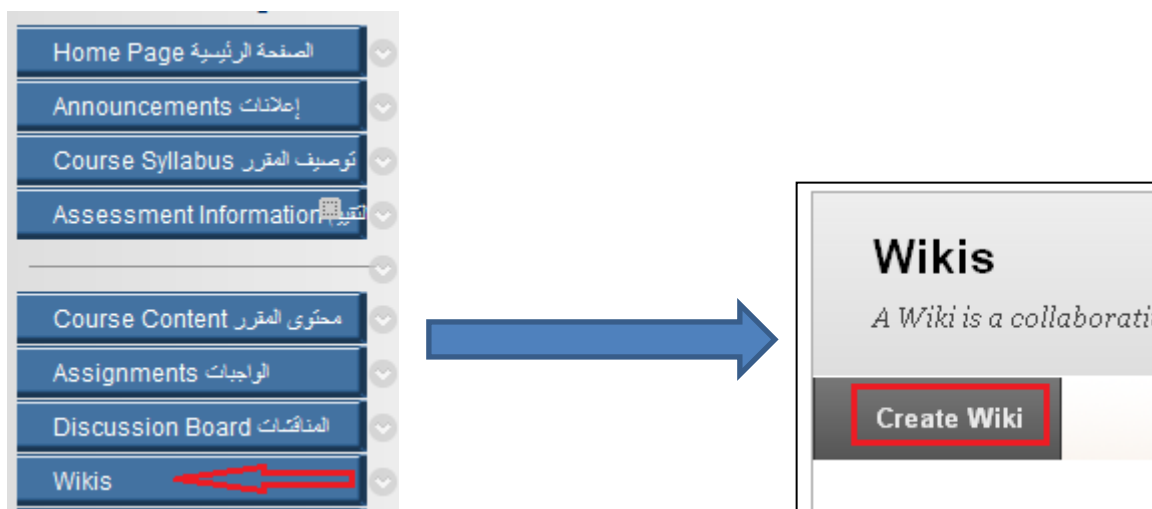 Home Page الصفحة الرئيسية
Announcements إعلانات
Course Syllabus توصيف المقرر
Assessment Information
Course Content محتوى المقرر
Assignments الواجبات
Discussion Board المناقشات
Wikis
Wikis
A Wiki is a collaborati
Create Wiki